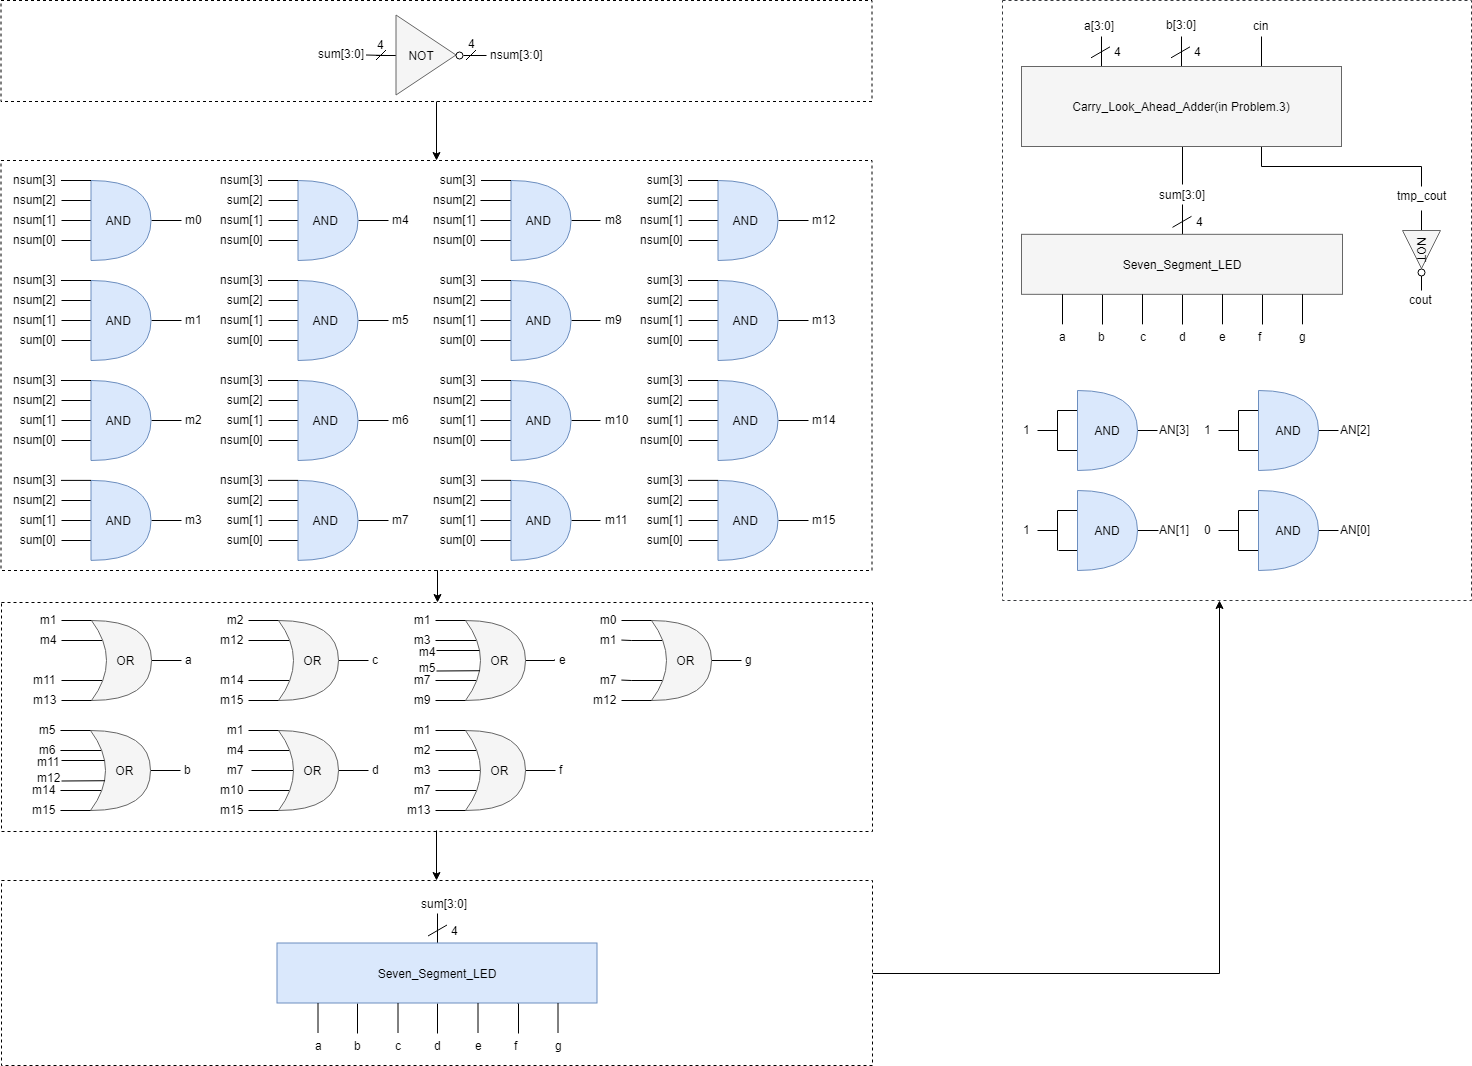 sum[3:0] 4 NOT 4 nsum[3:0]
nsum[3] nsum[3] sum[3] sum[3]
nsum[2] sum[2] nsum[2] sum[2]
nsum[1] AND m0 nsum[1] AND m4 nsum[1] AND m8 nsum[1] AND m12
nsum[0] nsum[0] nsum[0] nsum[0]
nsum[3] nsum[3] sum[3] sum[3]
nsum[2] sum[2] nsum[2] sum[2]
nsum[1] AND m1 nsum[1] AND m5 nsum[1] AND m9 nsum[1] AND m13
sum[0] sum[0] sum[0] sum[0]
nsum[3] nsum[3] sum[3] sum[3]
nsum[2] sum[2] nsum[2] sum[2]
sum[1] AND m2 sum[1] AND m6 sum[1] AND m10 sum[1] AND m14
nsum[0] nsum[0] nsum[0] nsum[0]
nsum[3] nsum[3] sum[3] sum[3]
nsum[2] sum[2] nsum[2] sum[2]
sum[1] AND m3 sum[1] AND m7 sum[1] AND m11 sum[1] AND m15
sum[0] sum[0] sum[0] sum[0]
m1 m2 m1 m0
m4 m12 m3 m1
m4
OR a OR c OR e OR g
m5
m11 m14 m7 m7
m13 m15 m9 m12
m5 m1 m1
m6 m4 m2
m11
OR b m7 OR d m3 OR f
m12
m14 m10 m7
m15 m15 m13
sum[3:0]
4
Seven_Segment_LED
a b c d e f g
a[3:0] b[3:0] cin
4 4
Carry_Look_Ahead_Adder(in Problem.3)
sum[3:0] tmp_cout
4
NOT
Seven_Segment_LED
cout
a b c d e f g
1 AND AN[3] 1 AND AN[2]
1 AND AN[1] 0 AND AN[0]